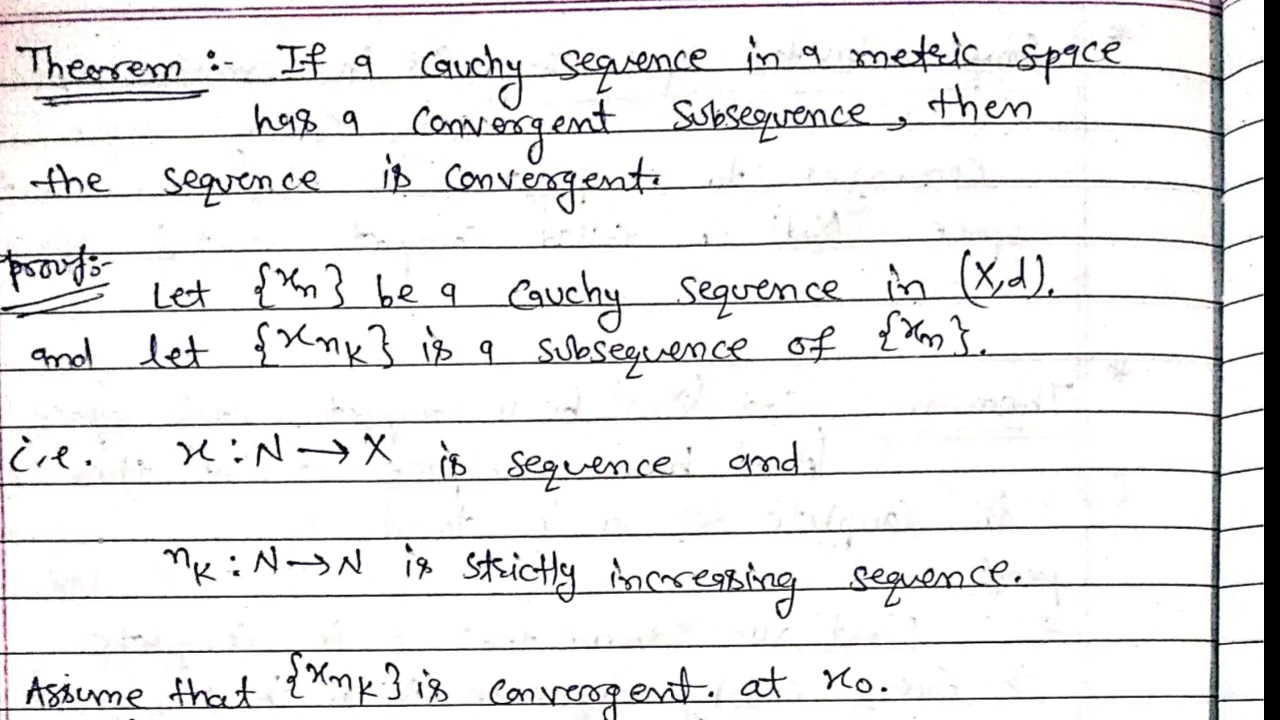 Theorem :- If a Cauchy sequence in a metric space
has a convergent subsequence, then
the sequence is convergent.
Proof:-
Let {xn} be a Cauchy sequence in (X,d).
and let {xnK} is a subsequence of {xn}.
i.e. x : N → X is sequence and
nK : N → N is strictly increasing sequence.
Assume that {xnK} is convergent. at x0.